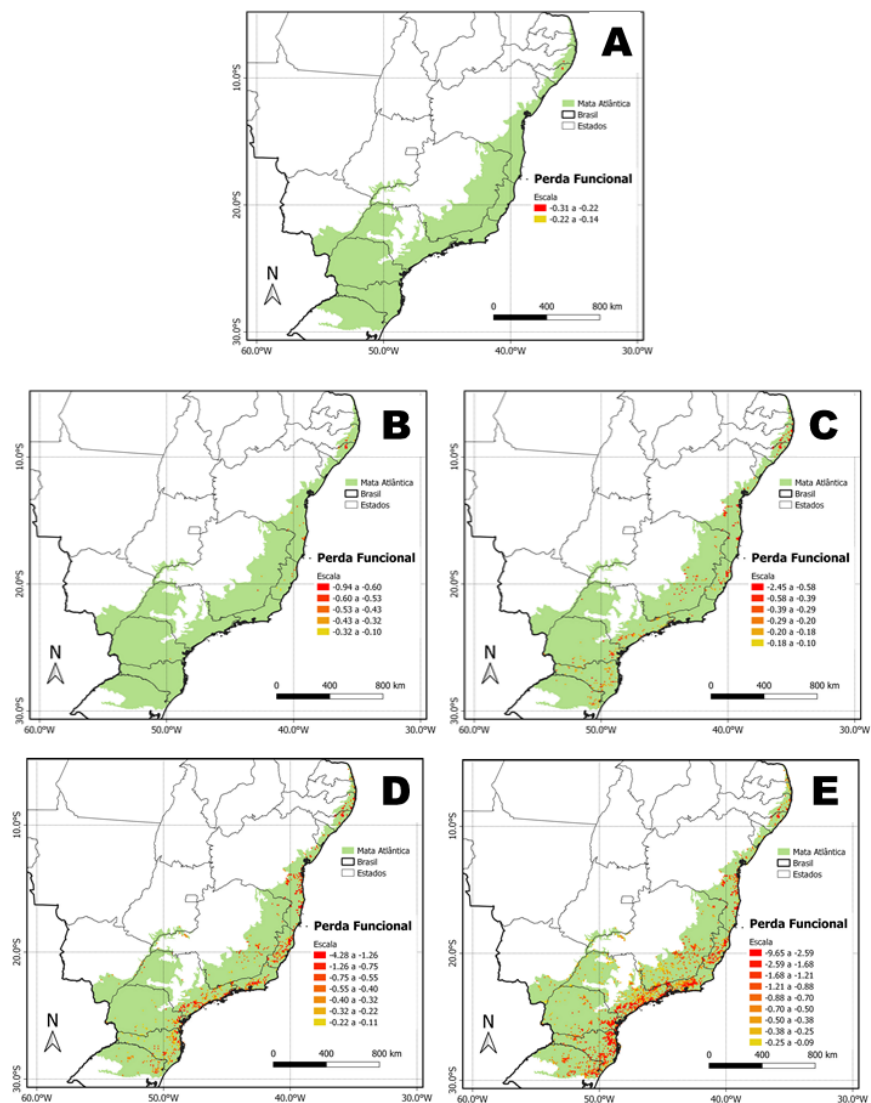 A
10.0°S
Mata Atlântica
Brasil
Estados
Perda Funcional
Escala
-0.31 a -0.22
-0.22 a -0.14
20.0°S
N
0 400 800 km
30.0°S
60.0°W 50.0°W 40.0°W 30.0°W
B
10.0°S
Mata Atlântica
Brasil
Estados
Perda Funcional
Escala
-0.94 a -0.60
-0.60 a -0.53
-0.53 a -0.43
-0.43 a -0.32
-0.32 a -0.10
20.0°S
N
0 400 800 km
30.0°S
60.0°W 50.0°W 40.0°W 30.0°W
C
10.0°S
Mata Atlântica
Brasil
Estados
Perda Funcional
Escala
-2.45 a -0.58
-0.58 a -0.39
-0.39 a -0.29
-0.29 a -0.20
-0.20 a -0.18
-0.18 a -0.10
20.0°S
N
0 400 800 km
30.0°S
60.0°W 50.0°W 40.0°W 30.0°W
D
10.0°S
Mata Atlântica
Brasil
Estados
Perda Funcional
Escala
-4.28 a -1.26
-1.26 a -0.75
-0.75 a -0.55
-0.55 a -0.40
-0.40 a -0.32
-0.32 a -0.22
-0.22 a -0.11
20.0°S
N
0 400 800 km
30.0°S
60.0°W 50.0°W 40.0°W 30.0°W
E
10.0°S
Mata Atlântica
Brasil
Estados
Perda Funcional
Escala
-9.65 a -2.59
-2.59 a -1.68
-1.68 a -1.21
-1.21 a -0.88
-0.88 a -0.70
-0.70 a -0.50
-0.50 a -0.38
-0.38 a -0.25
-0.25 a -0.09
20.0°S
N
0 400 800 km
30.0°S
60.0°W 50.0°W 40.0°W 30.0°W